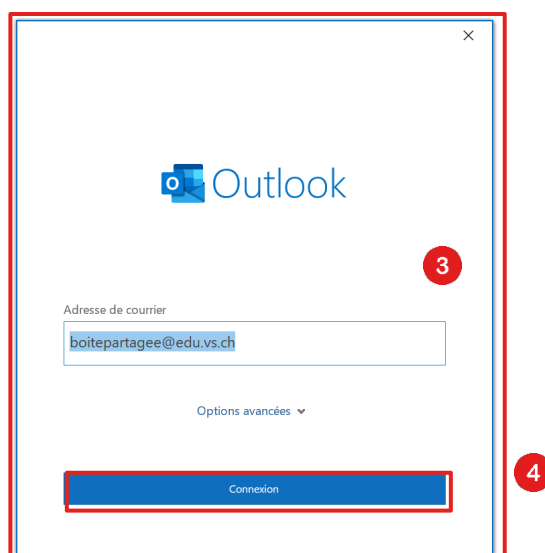 Outlook
3
Adresse de courrier
boitepartagee@edu.vs.ch
Options avancées
Connexion
4